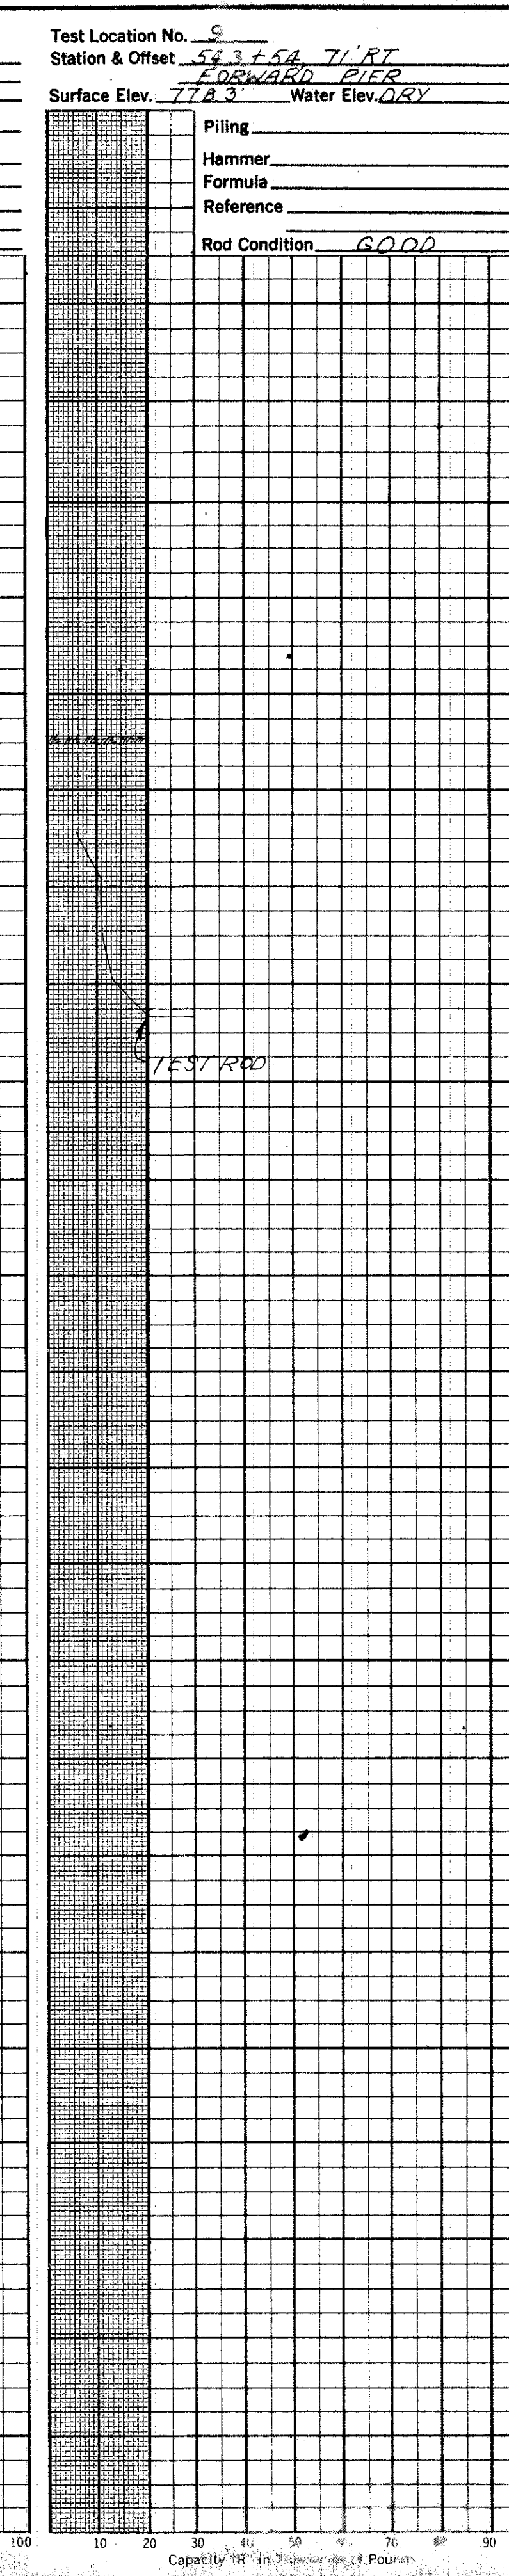 Test Location No. 9
Station & Offset 543+54, 71' RT
FORWARD PIER
Surface Elev. 778.3' Water Elev. DRY
Piling
Hammer
Formula
Reference
Rod Condition GOOD
TEST ROD
100 10 20 30 40 50 60 70 80 90
Capacity "R" in Pounds